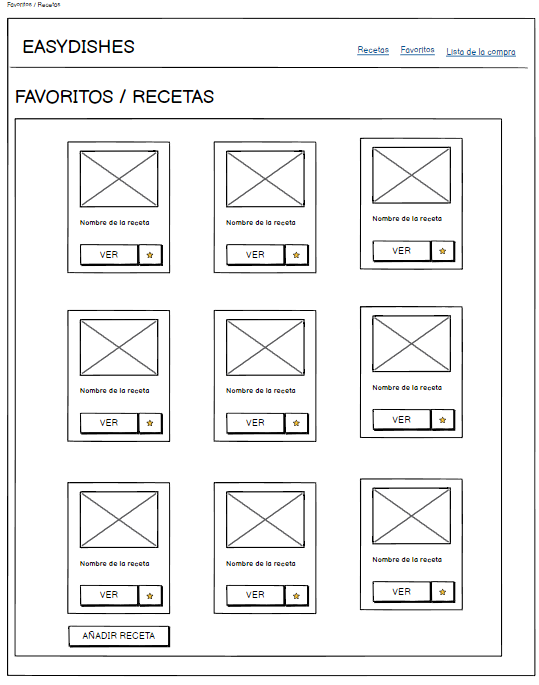 Favoritos / Recetas
EASYDISHES
Recetas Favoritos Lista de la compra
FAVORITOS / RECETAS
Nombre de la receta Nombre de la receta Nombre de la receta
VER VER VER
Nombre de la receta Nombre de la receta Nombre de la receta
VER VER VER
Nombre de la receta Nombre de la receta Nombre de la receta
VER VER VER
AÑADIR RECETA